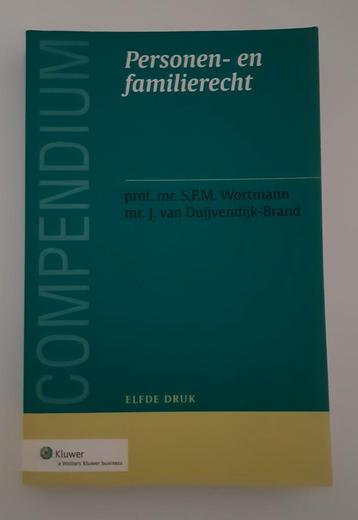 COMPENDIUM
Personen- en
familierecht
prof. mr. S.F.M. Wortmann
mr. J. van Duijvendijk-Brand
ELFDE DRUK
Kluwer
a Wolters Kluwer business